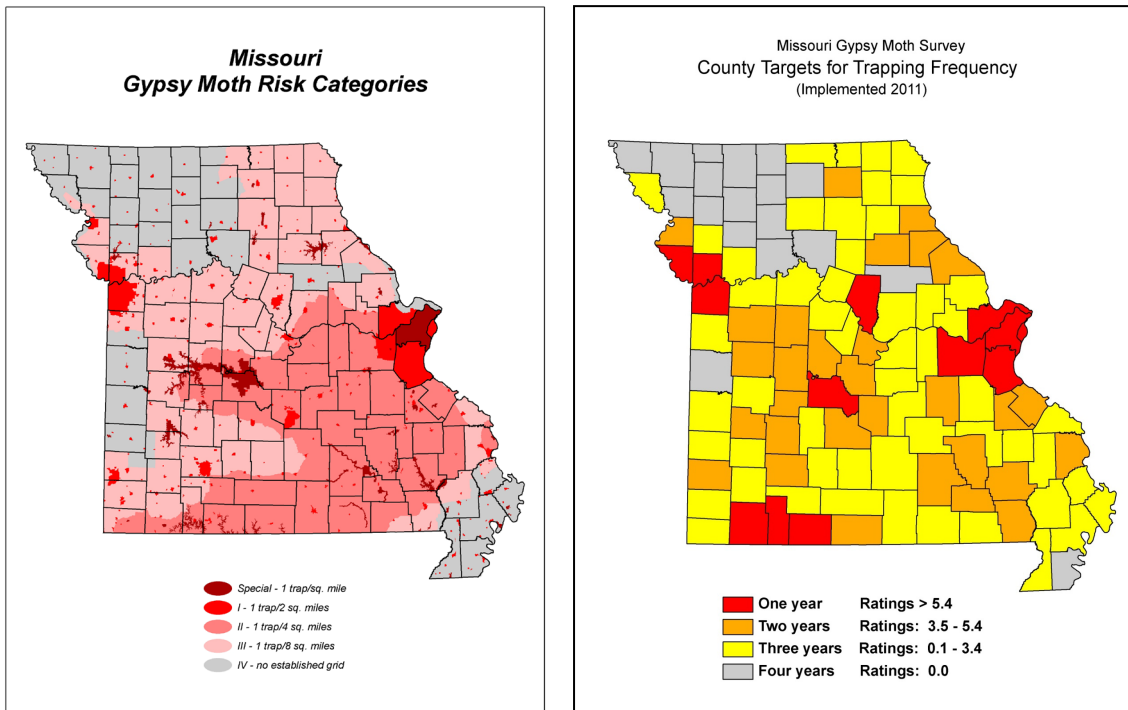 Missouri
Gypsy Moth Risk Categories
Special - 1 trap/sq. mile
I - 1 trap/2 sq. miles
II - 1 trap/4 sq. miles
III - 1 trap/8 sq. miles
IV - no established grid
Missouri Gypsy Moth Survey
County Targets for Trapping Frequency
(Implemented 2011)
One year Ratings > 5.4
Two years Ratings: 3.5 - 5.4
Three years Ratings: 0.1 - 3.4
Four years Ratings: 0.0